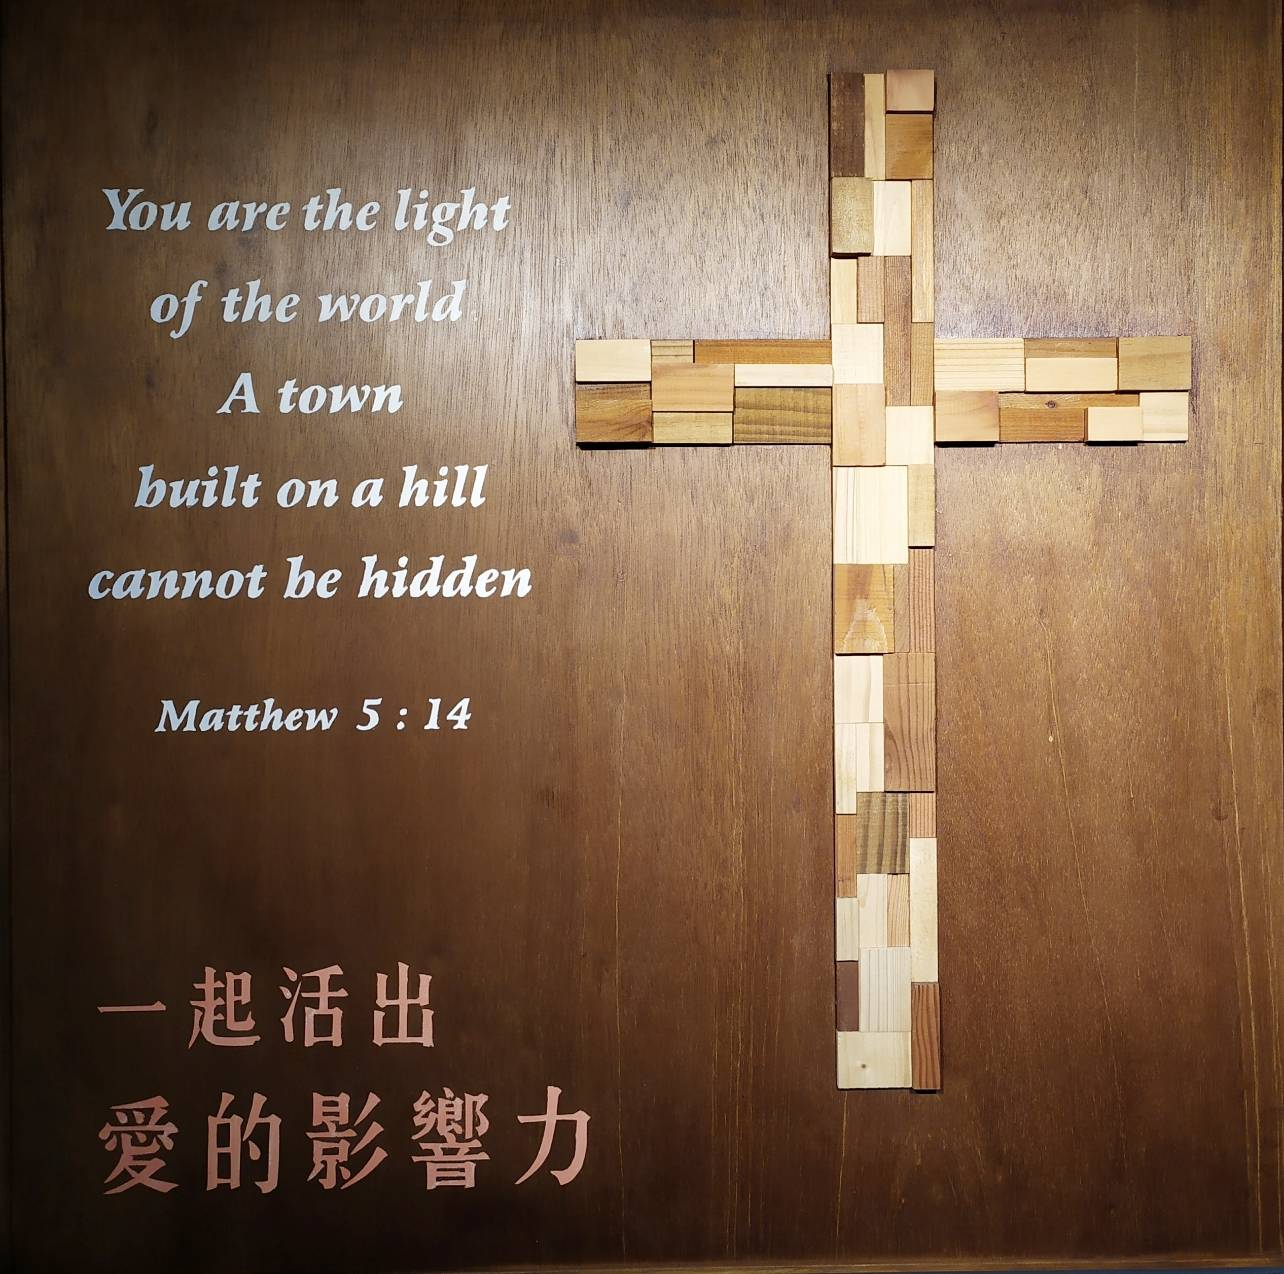 You are the light
of the world
A town
built on a hill
cannot be hidden
Matthew 5 : 14
一起活出
愛的影響力